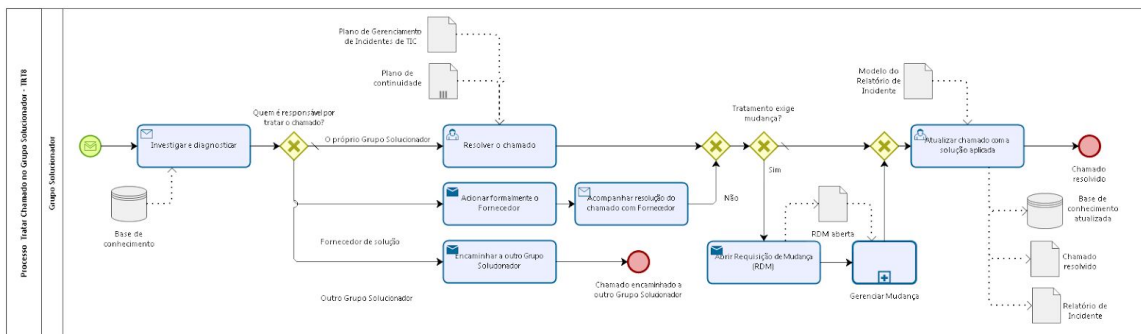 Processo Tratar Chamado no Grupo Solucionador - TRT8
Grupo Solucionador
Plano de Gerenciamento
de Incidentes de TIC
Plano de
continuidade
Modelo do
Relatório de
Incidente
Quem é responsável por
tratar o chamado?
Tratamento exige
mudança?
Investigar e diagnosticar
O próprio Grupo Solucionador
Resolver o chamado
Atualizar chamado com a
solução aplicada
Chamado
resolvido
Sim
Não
Acionar formalmente o
Fornecedor
Acompanhar resolução do
chamado com Fornecedor
Base de
conhecimento
Base de
conhecimento
atualizada
RDM aberta
Fornecedor de solução
Encaminhar a outro Grupo
Solucionador
Abrir Requisição de Mudança
(RDM)
Chamado
resolvido
Chamado encaminhado a
outro Grupo Solucionador
Gerenciar Mudança
Outro Grupo Solucionador
Relatório de
Incidente